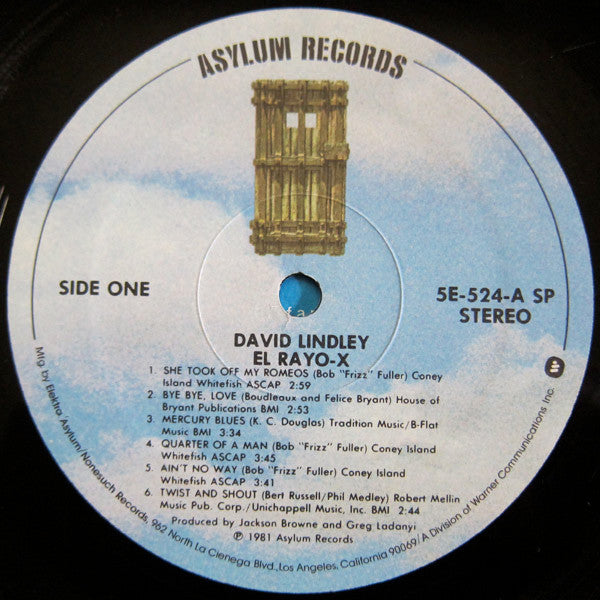 ASYLUM RECORDS
SIDE ONE
5E-524-A SP
STEREO
DAVID LINDLEY
EL RAYO-X
1. SHE TOOK OFF MY ROMEOS (Bob "Frizz" Fuller) Coney
Island Whitefish ASCAP 2:59
2. BYE BYE, LOVE (Boudleaux and Felice Bryant) House of
Bryant Publications BMI 2:53
3. MERCURY BLUES (K. C. Douglas) Tradition Music/B-Flat
Music BMI 3:34
4. QUARTER OF A MAN (Bob "Frizz" Fuller) Coney Island
Whitefish ASCAP 3:45
5. AIN'T NO WAY (Bob "Frizz" Fuller) Coney Island
Whitefish ASCAP 3:41
6. TWIST AND SHOUT (Bert Russell/Phil Medley) Robert Mellin
Music Pub. Corp./Unichappell Music, Inc. BMI 2:44
Produced by Jackson Browne and Greg Ladanyi
℗ 1981 Asylum Records
Mfg. by Elektra/Asylum/Nonesuch Records, 962 North La Cienega Blvd., Los Angeles, California 90069/A Division of Warner Communications Inc.